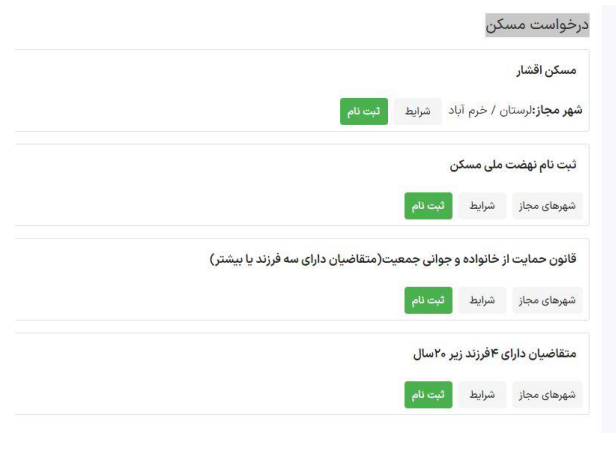 درخواست مسکن
مسکن اقشار
شهر مجاز:لرستان / خرم آباد شرایط ثبت نام
ثبت نام نهضت ملی مسکن
شهرهای مجاز شرایط ثبت نام
قانون حمایت از خانواده و جوانی جمعیت(متقاضیان دارای سه فرزند یا بیشتر)
شهرهای مجاز شرایط ثبت نام
متقاضیان دارای ۴فرزند زیر ۲۰سال
شهرهای مجاز شرایط ثبت نام